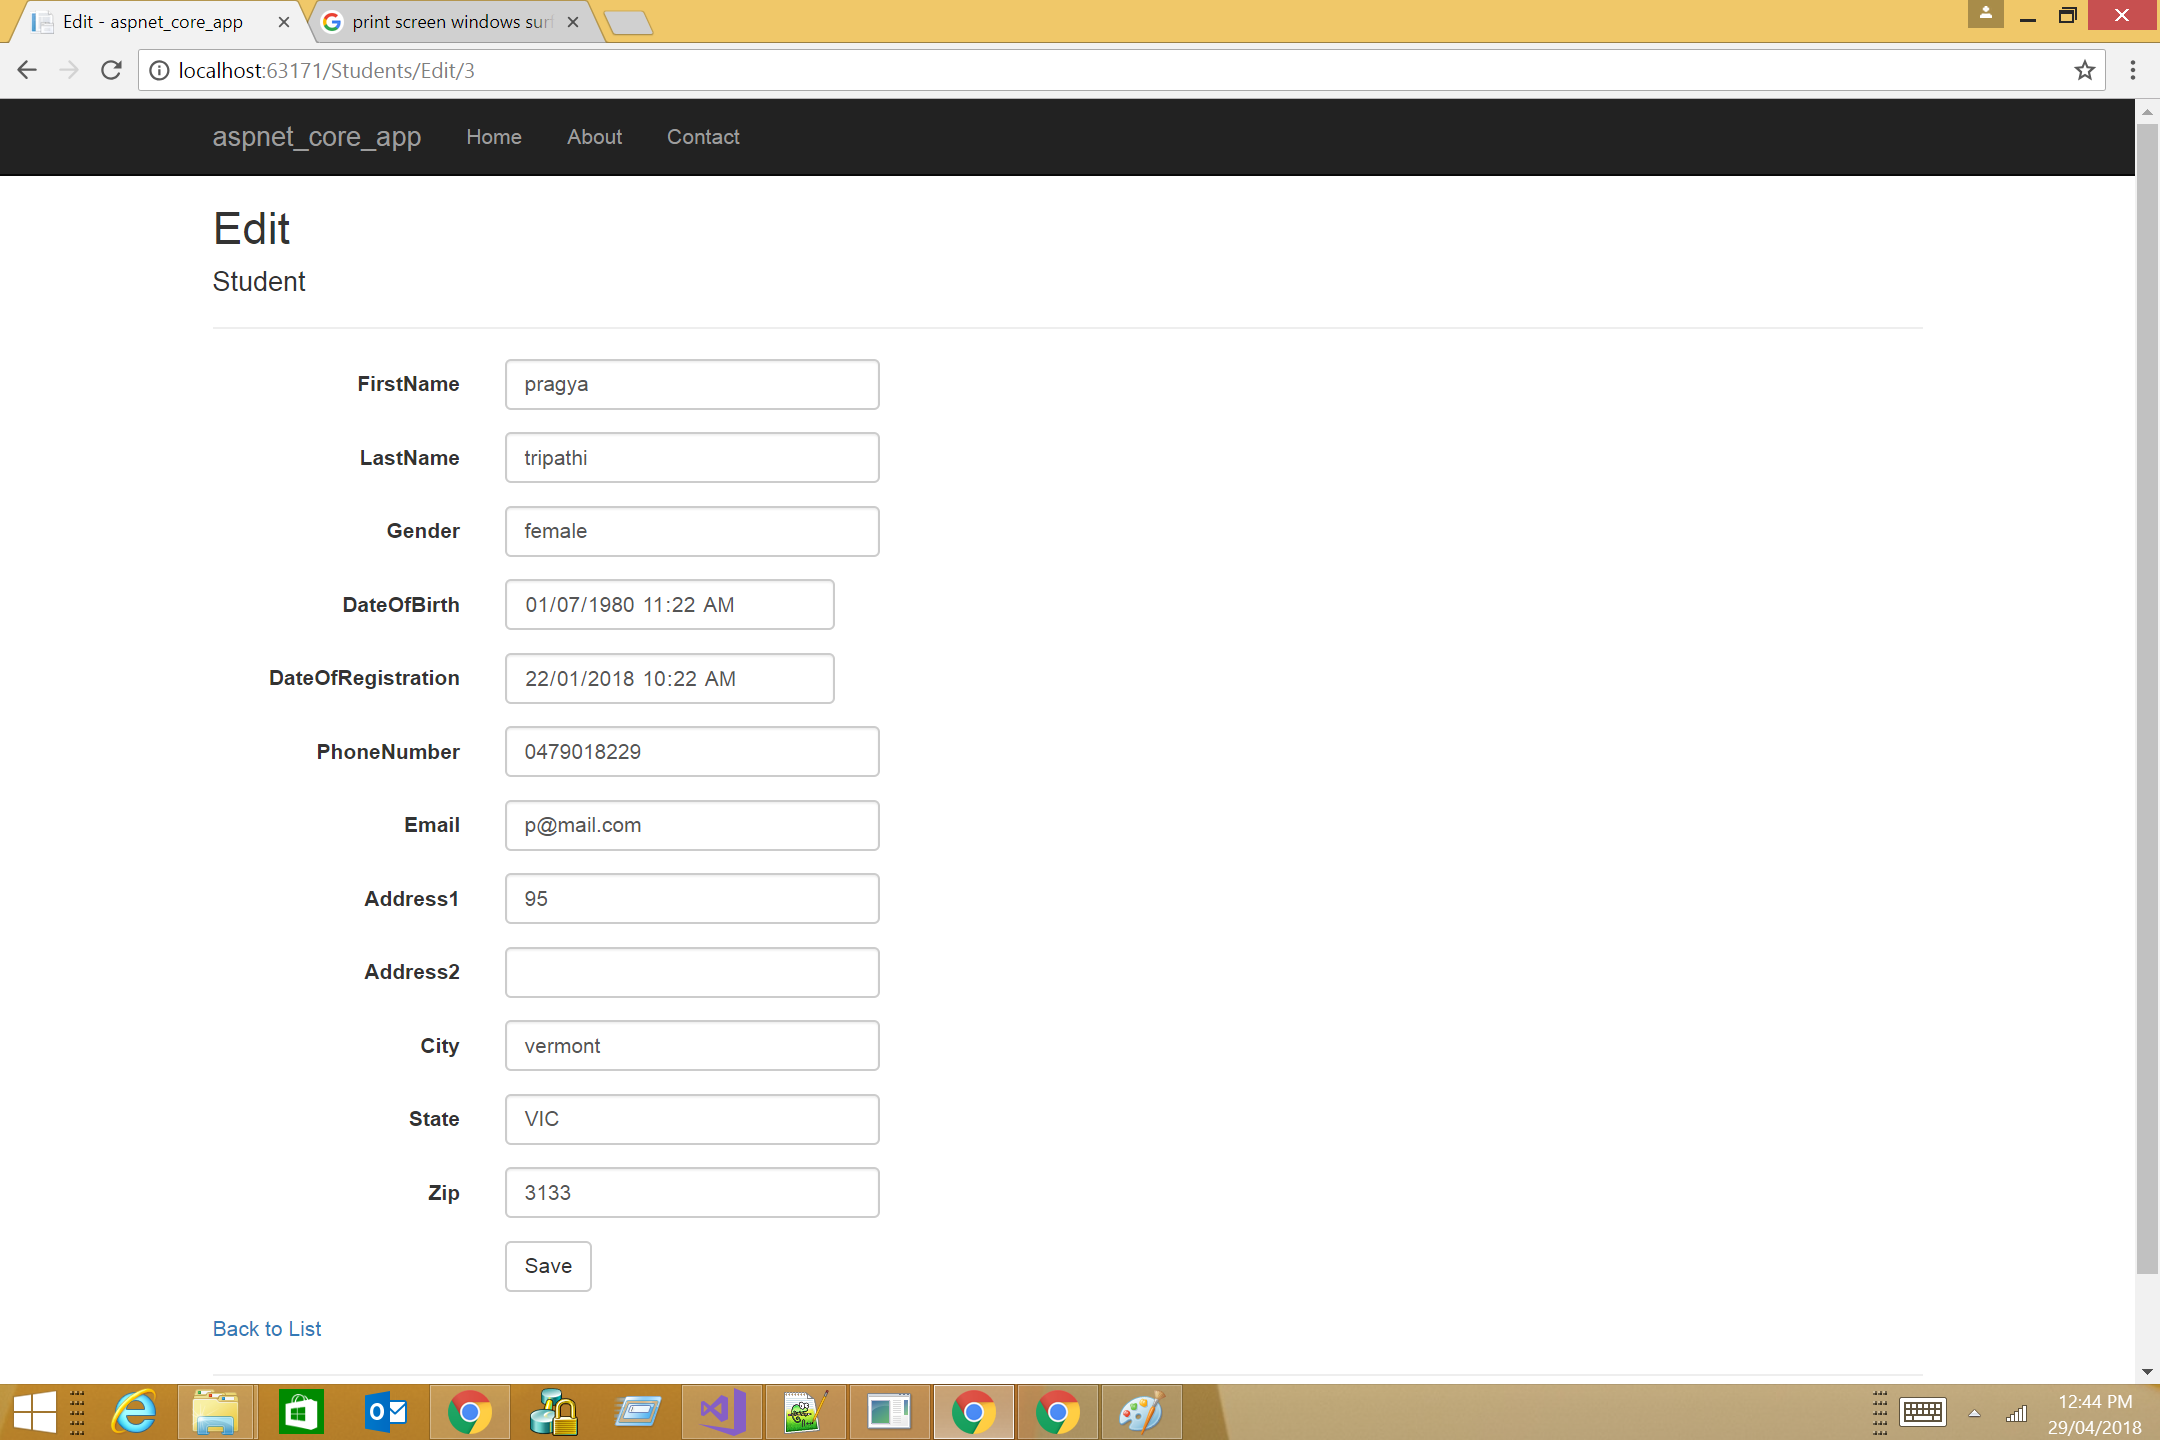 Edit - aspnet_core_app
print screen windows sur
localhost:63171/Students/Edit/3
aspnet_core_app Home About Contact
Edit
Student
FirstName pragya
LastName tripathi
Gender female
DateOfBirth 01/07/1980 11:22 AM
DateOfRegistration 22/01/2018 10:22 AM
PhoneNumber 0479018229
Email p@mail.com
Address1 95
Address2
City vermont
State VIC
Zip 3133
Save
Back to List
12:44 PM
29/04/2018